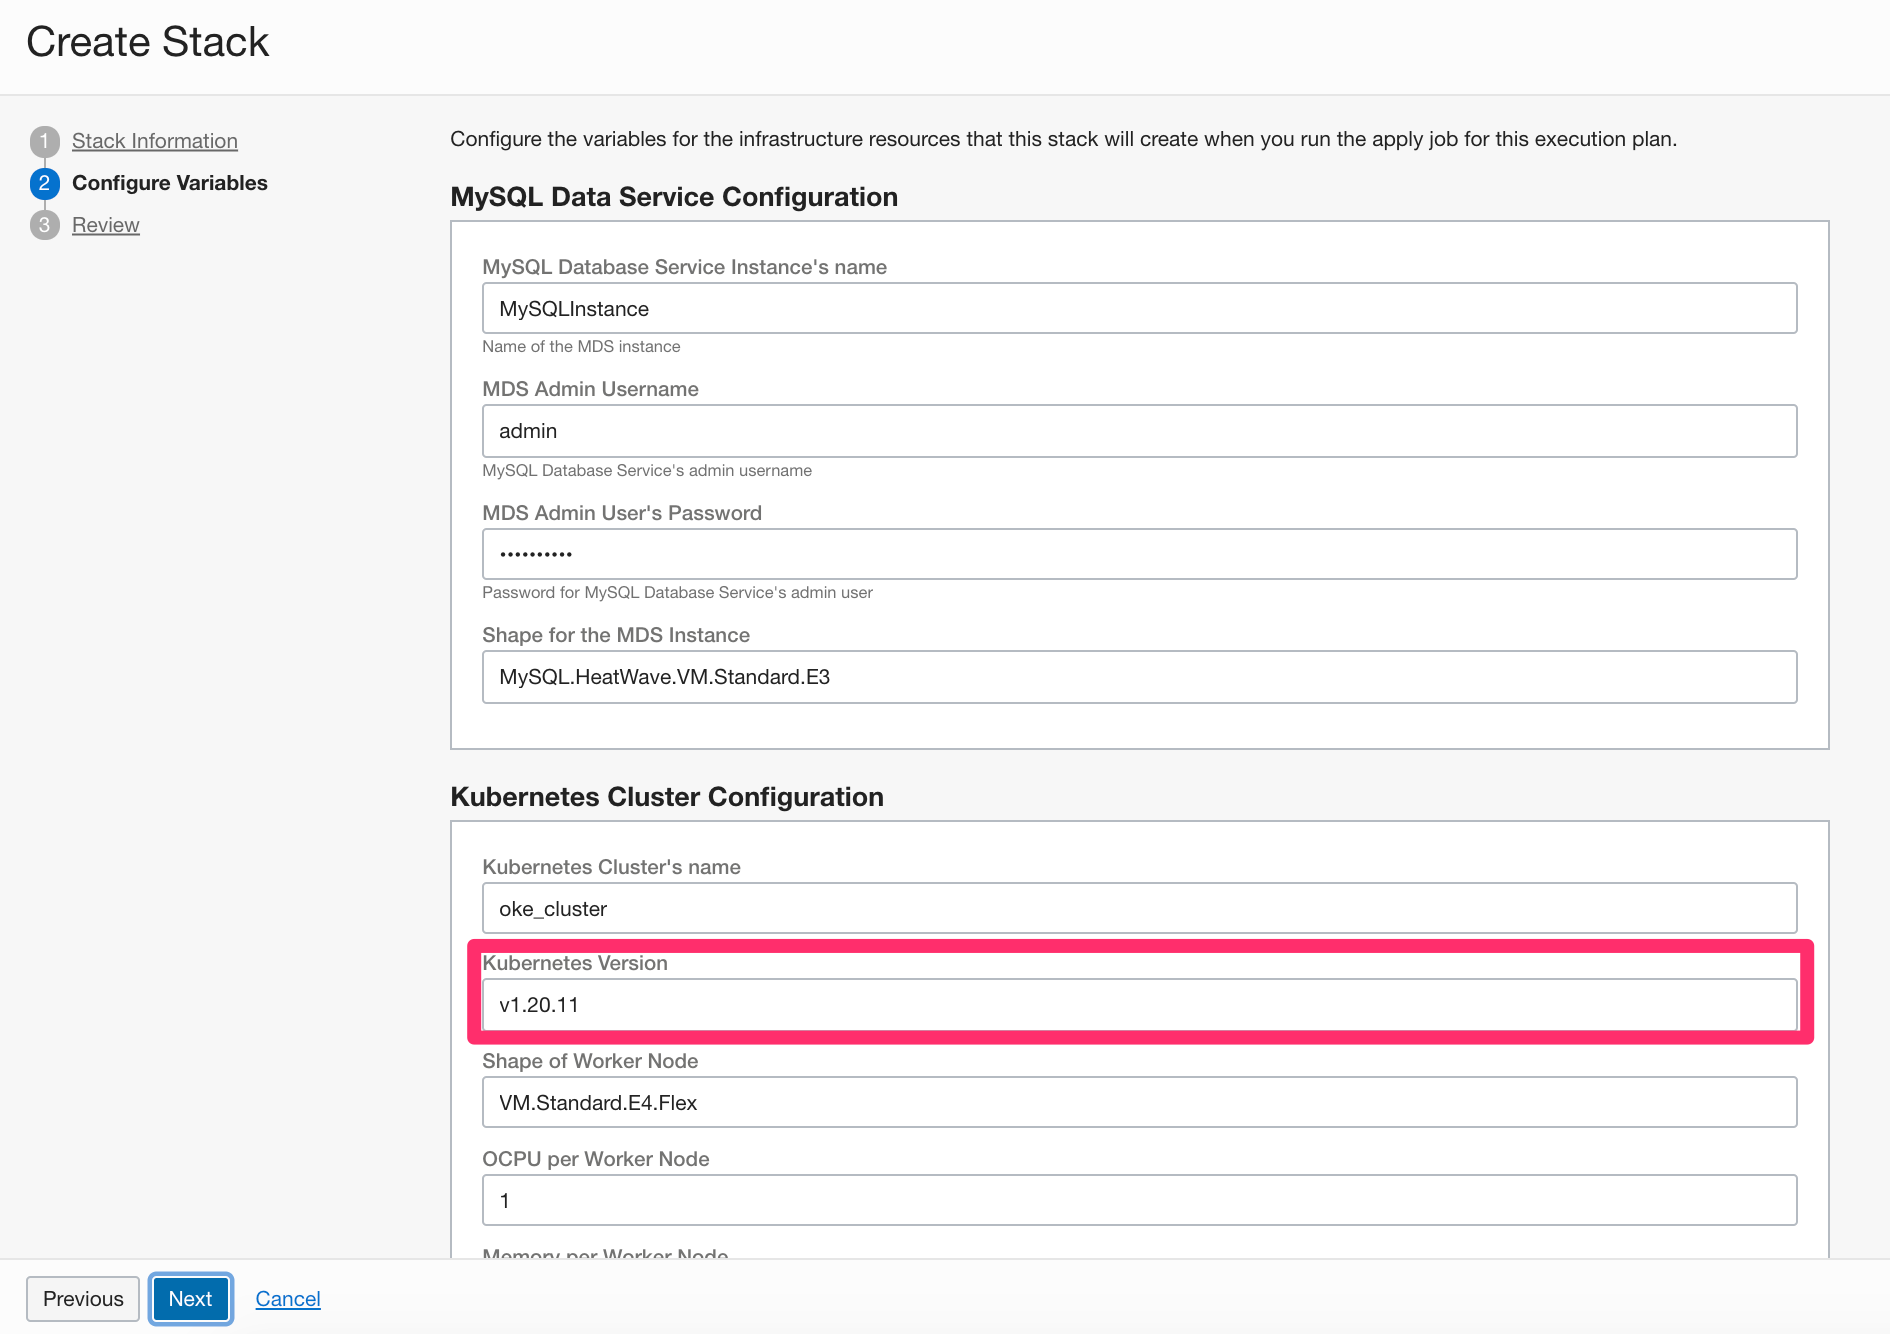 Create Stack
1 Stack Information
2 Configure Variables
3 Review
Configure the variables for the infrastructure resources that this stack will create when you run the apply job for this execution plan.
MySQL Data Service Configuration
MySQL Database Service Instance's name
MySQLInstance
Name of the MDS instance
MDS Admin Username
admin
MySQL Database Service's admin username
MDS Admin User's Password
••••••••••
Password for MySQL Database Service's admin user
Shape for the MDS Instance
MySQL.HeatWave.VM.Standard.E3
Kubernetes Cluster Configuration
Kubernetes Cluster's name
oke_cluster
Kubernetes Version
v1.20.11
Shape of Worker Node
VM.Standard.E4.Flex
OCPU per Worker Node
1
Memory per Worker Node
Previous
Next
Cancel